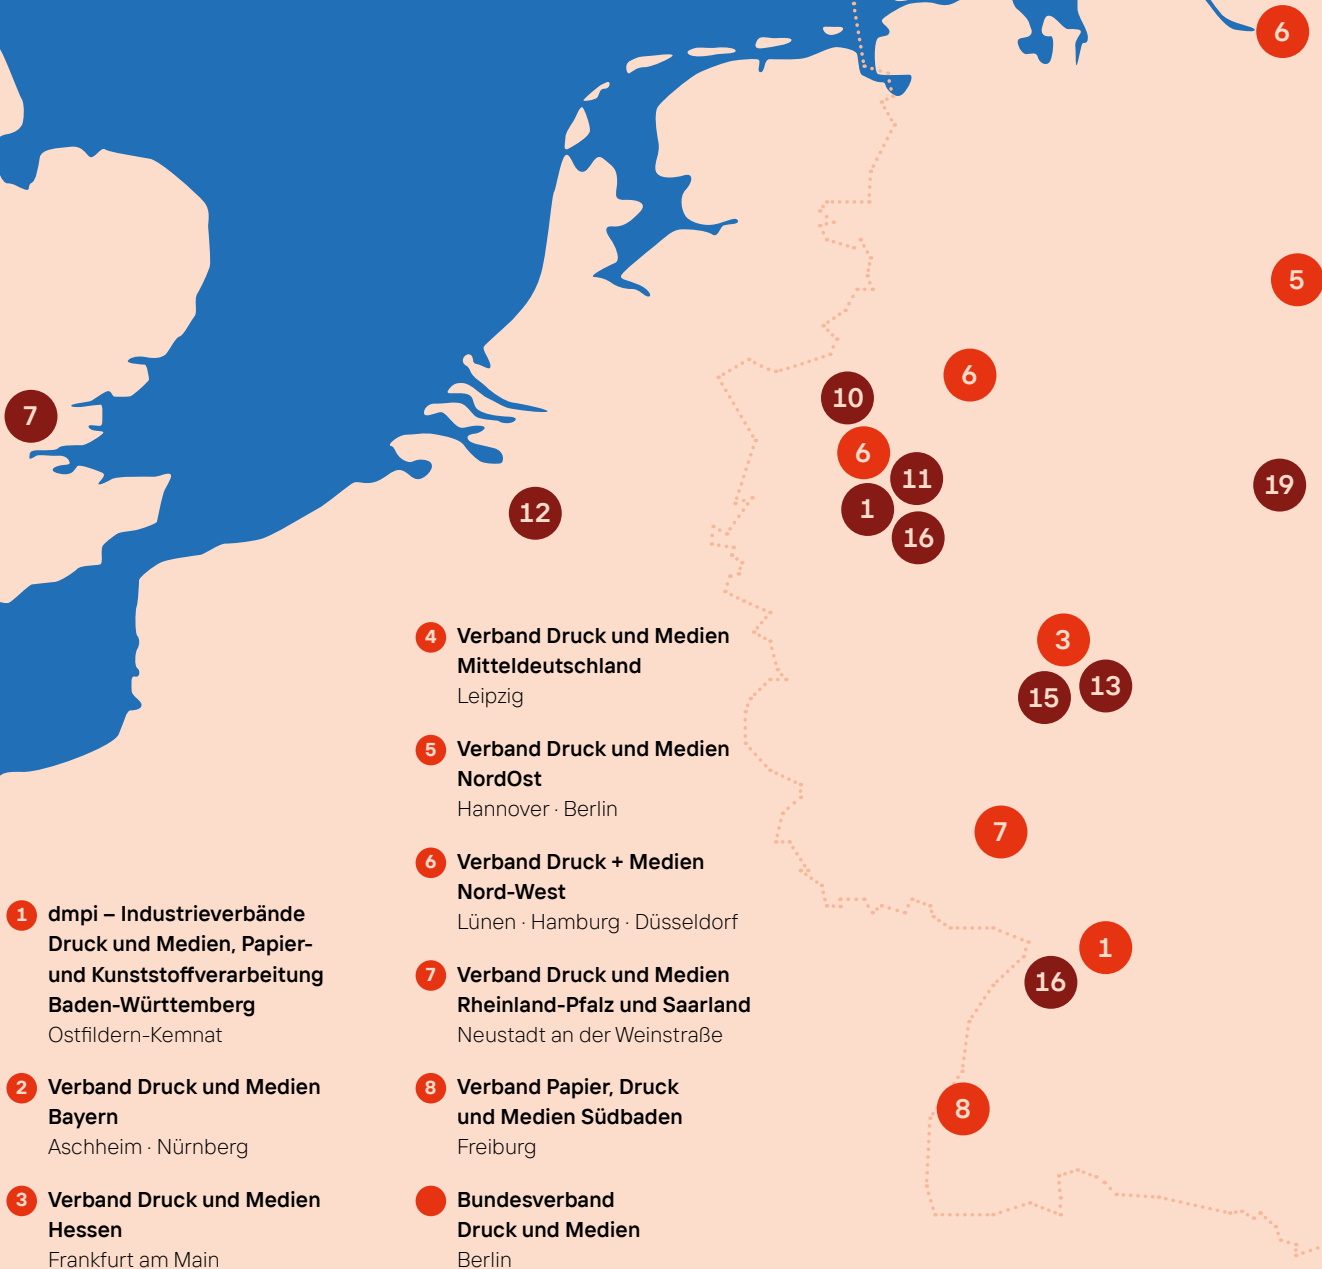 6
5
6
10
6
11
7
19
1
12
16
3
13
15
7
1
16
8
1 dmpi – Industrieverbände
Druck und Medien, Papier-
und Kunststoffverarbeitung
Baden-Württemberg
Ostfildern-Kemnat
2 Verband Druck und Medien
Bayern
Aschheim · Nürnberg
3 Verband Druck und Medien
Hessen
Frankfurt am Main
4 Verband Druck und Medien
Mitteldeutschland
Leipzig
5 Verband Druck und Medien
NordOst
Hannover · Berlin
6 Verband Druck + Medien
Nord-West
Lünen · Hamburg · Düsseldorf
7 Verband Druck und Medien
Rheinland-Pfalz und Saarland
Neustadt an der Weinstraße
8 Verband Papier, Druck
und Medien Südbaden
Freiburg
Bundesverband
Druck und Medien
Berlin